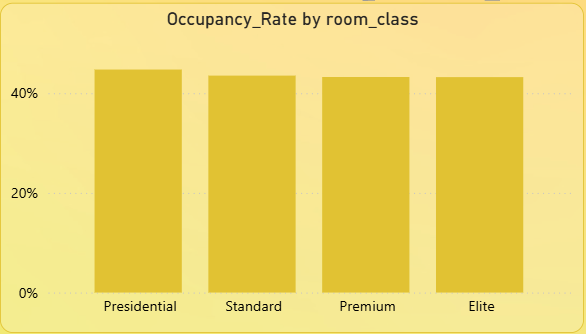 Occupancy_Rate by room_class
40%
20%
0%
Presidential Standard Premium Elite